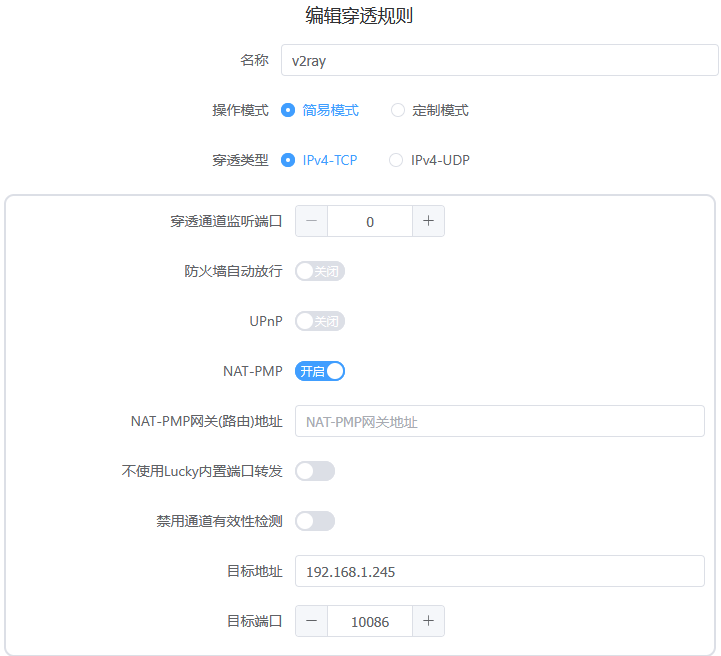 编辑穿透规则
名称 v2ray
操作模式 简易模式 定制模式
穿透类型 IPv4-TCP IPv4-UDP
穿透通道监听端口 − 0 +
防火墙自动放行 关闭
UPnP 关闭
NAT-PMP 开启
NAT-PMP网关(路由)地址 NAT-PMP网关地址
不使用Lucky内置端口转发
禁用通道有效性检测
目标地址 192.168.1.245
目标端口 − 10086 +